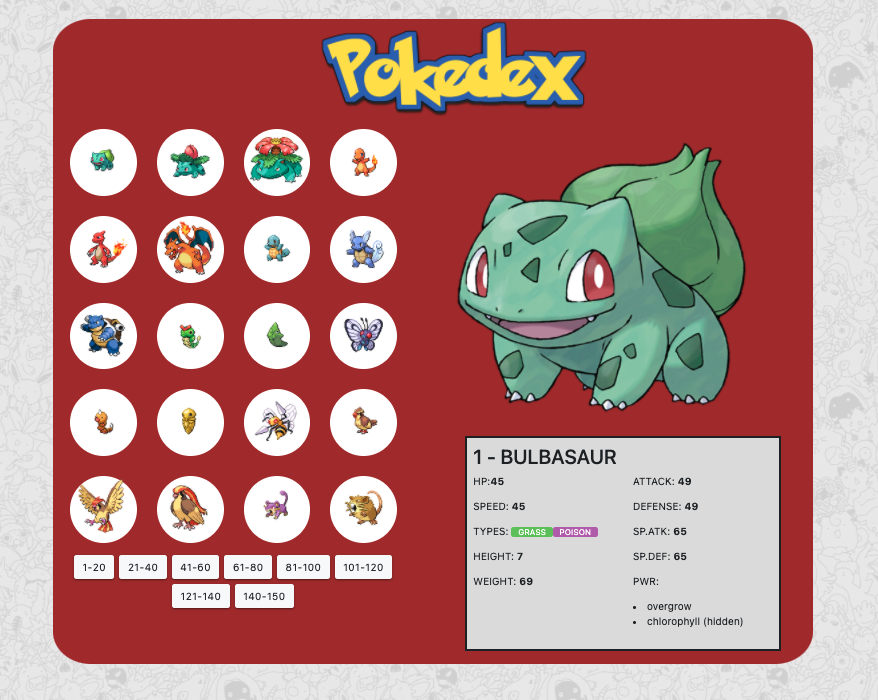 Pokedex
1-20 21-40 41-60 61-80 81-100 101-120
121-140 140-150
1 - BULBASAUR
HP:45
SPEED: 45
TYPES: GRASS POISON
HEIGHT: 7
WEIGHT: 69
ATTACK: 49
DEFENSE: 49
SP.ATK: 65
SP.DEF: 65
PWR:
• overgrow
• chlorophyll (hidden)